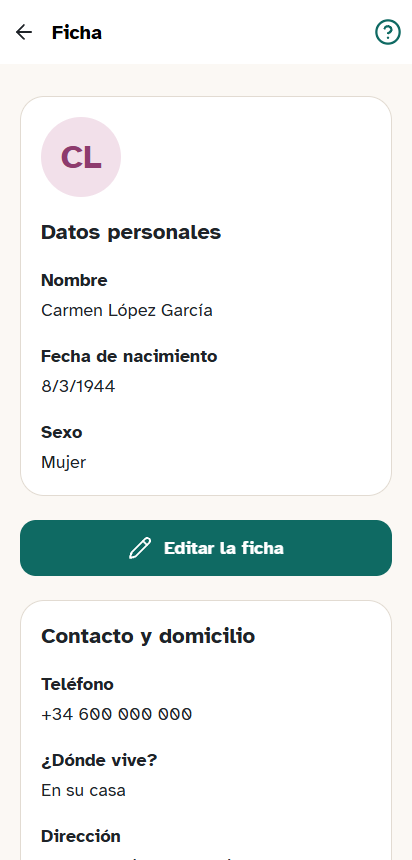 Ficha
CL
Datos personales
Nombre
Carmen López García
Fecha de nacimiento
8/3/1944
Sexo
Mujer
Editar la ficha
Contacto y domicilio
Teléfono
+34 600 000 000
¿Dónde vive?
En su casa
Dirección